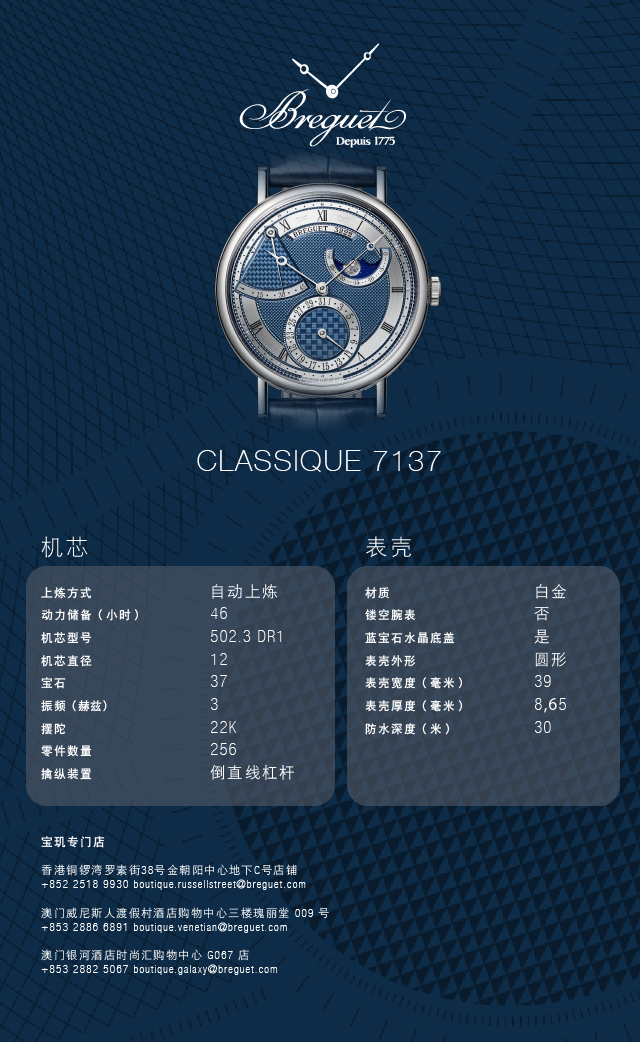 Breguet
Depuis 1775
BREGUET 3922
CLASSIQUE 7137
机芯
上炼方式 自动上炼
动力储备（小时） 46
机芯型号 502.3 DR1
机芯直径 12
宝石 37
振频（赫兹） 3
摆陀 22K
零件数量 256
擒纵装置 倒直线杠杆
表壳
材质 白金
镂空腕表 否
蓝宝石水晶底盖 是
表壳外形 圆形
表壳宽度（毫米） 39
表壳厚度（毫米） 8,65
防水深度（米） 30
宝玑专门店
香港铜锣湾罗素街38号金朝阳中心地下C号店铺
+852 2518 9930 boutique.russellstreet@breguet.com
澳门威尼斯人渡假村酒店购物中心三楼瑰丽堂 009 号
+853 2886 6891 boutique.venetian@breguet.com
澳门银河酒店时尚汇购物中心 G067 店
+853 2882 5067 boutique.galaxy@breguet.com